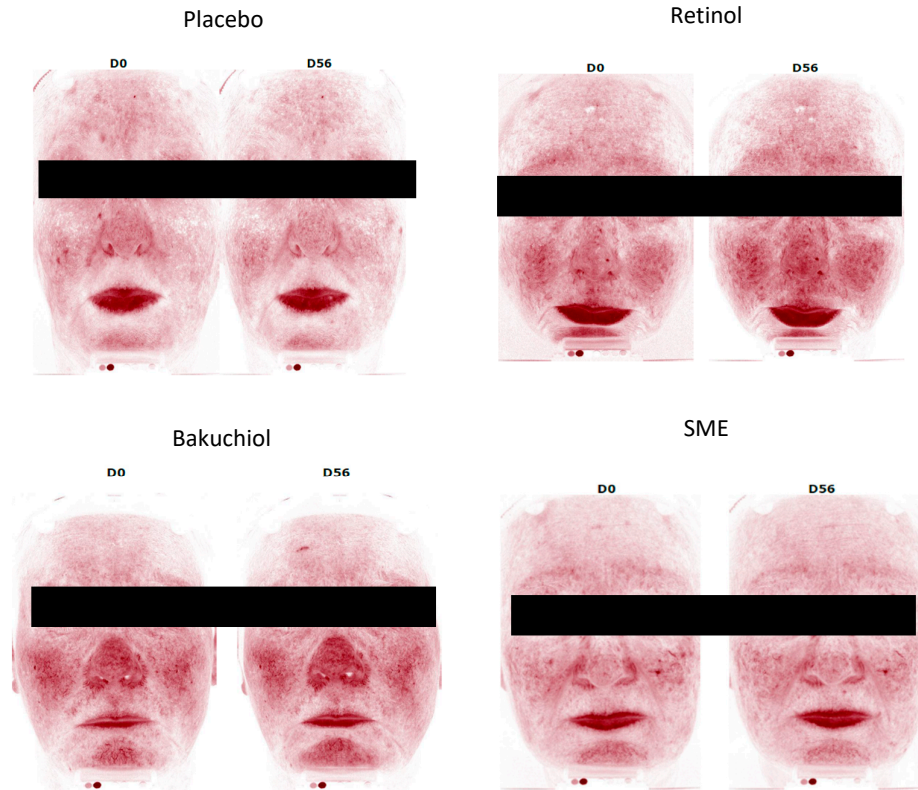 Placebo
D0 D56
Retinol
D0 D56
Bakuchiol
D0 D56
SME
D0 D56